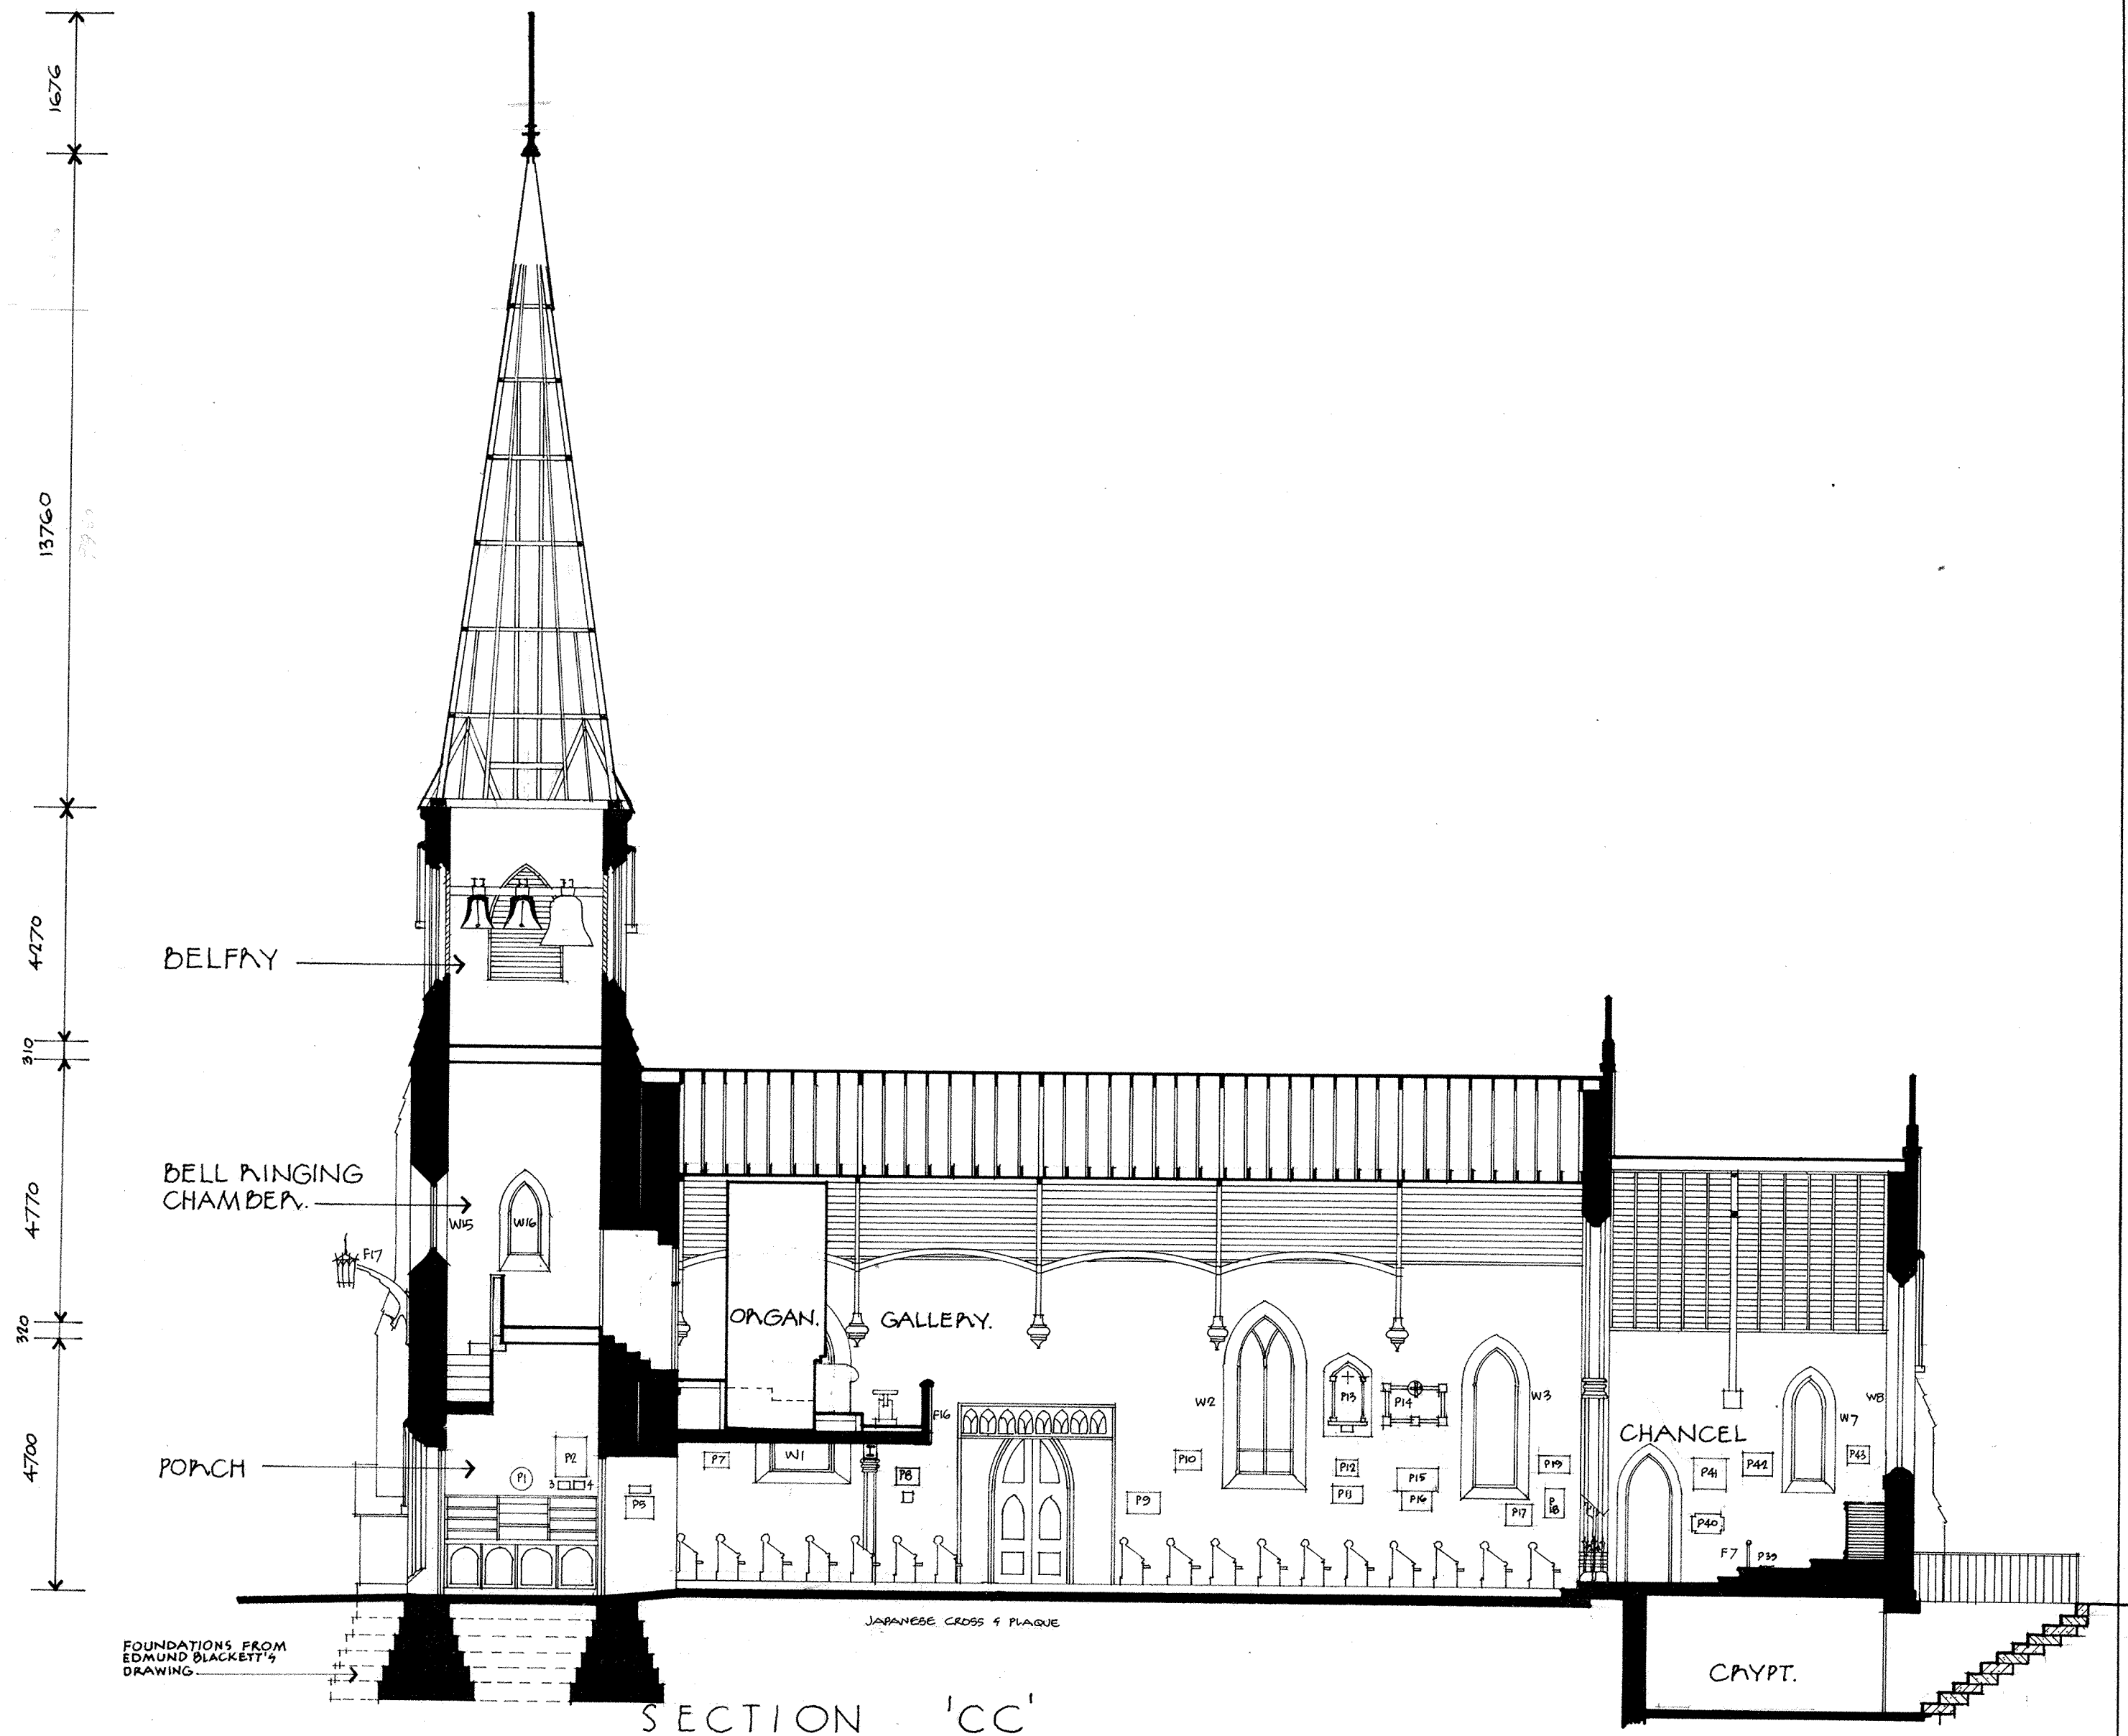 1676
13760
4270
BELFRY
310
BELL RINGING
CHAMBER.
4770
W15
W16
F17
ORGAN.
GALLERY.
320
W2
P13
P14
W3
W8
F16
W7
CHANCEL
4700
PORCH
P2
P1
3
4
P5
P7
W1
P8
P9
P10
P12
P11
P15
P16
P19
P17
P
18
P41
P42
P43
P40
F7
P39
JAPANESE CROSS & PLAQUE
FOUNDATIONS FROM
EDMUND BLACKETT'S
DRAWING.
CRYPT.
SECTION 'CC'